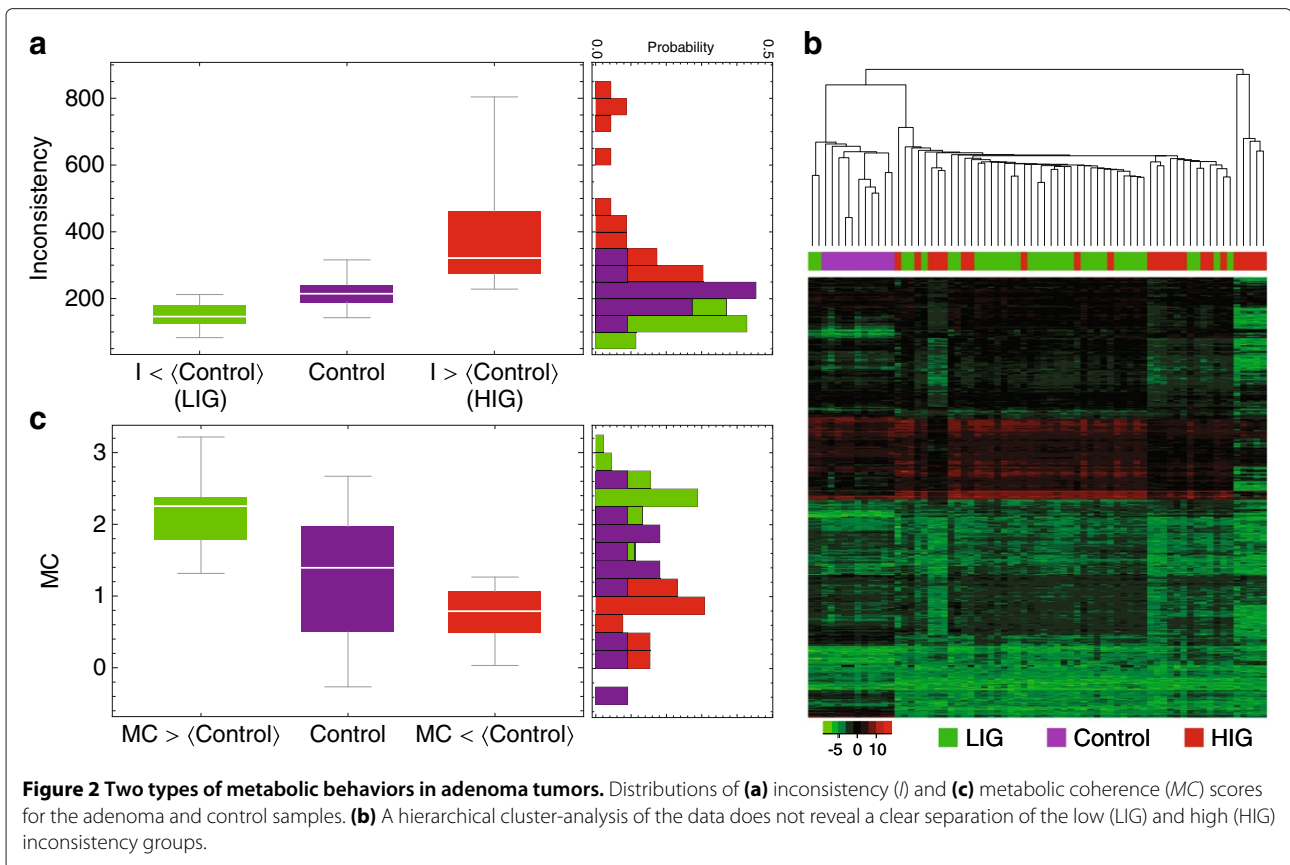 a
0.0
Probability
0.5
b
Inconsistency
800
600
400
200
I < ⟨Control⟩
(LIG)
Control
I > ⟨Control⟩
(HIG)
c
MC
3
2
1
0
MC > ⟨Control⟩
Control
MC < ⟨Control⟩
-5 0 10
LIG
Control
HIG
Figure 2 Two types of metabolic behaviors in adenoma tumors. Distributions of (a) inconsistency (I) and (c) metabolic coherence (MC) scores
for the adenoma and control samples. (b) A hierarchical cluster-analysis of the data does not reveal a clear separation of the low (LIG) and high (HIG)
inconsistency groups.